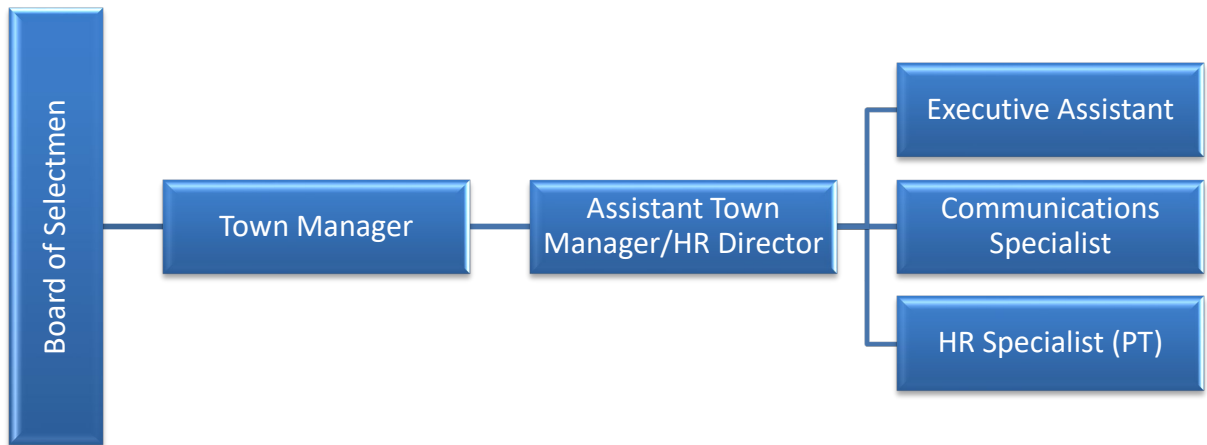 Board of Selectmen
Town Manager
Assistant Town
Manager/HR Director
Executive Assistant
Communications
Specialist
HR Specialist (PT)